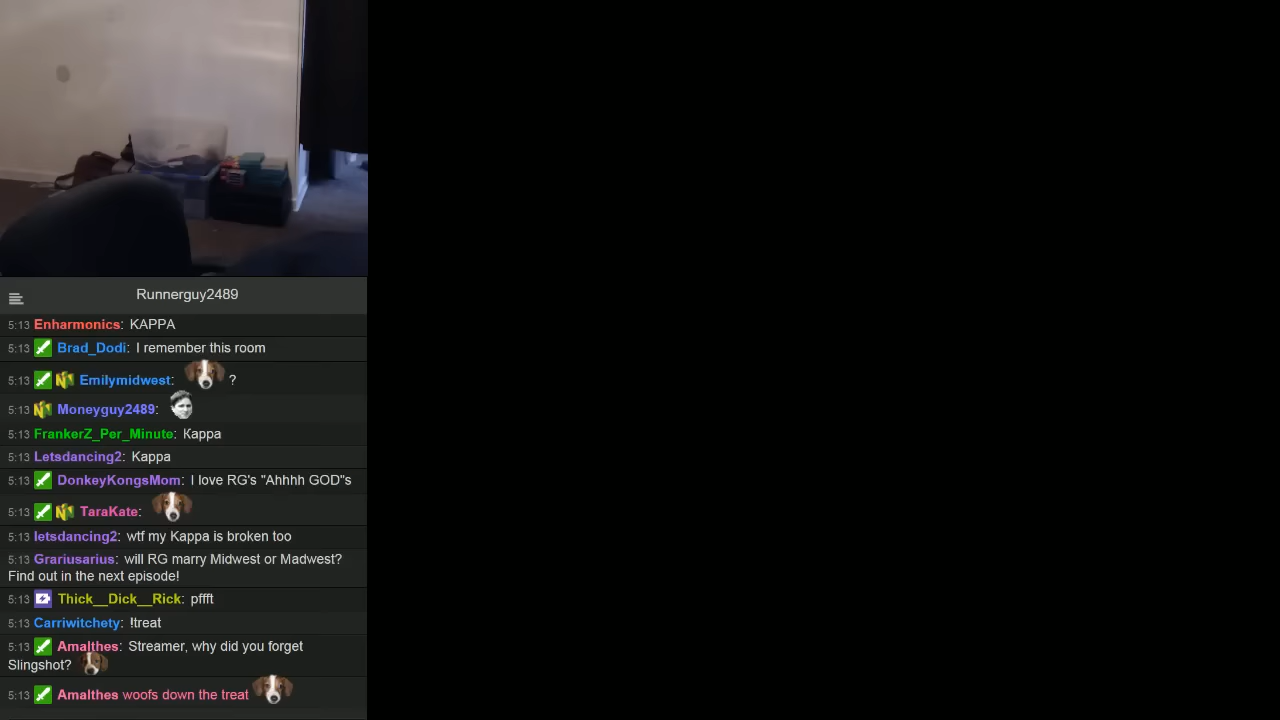 Runnerguy2489
5:13 Enharmonics: KAPPA
5:13 Brad_Dodi: I remember this room
5:13 Emilymidwest: ?
5:13 Moneyguy2489:
5:13 FrankerZ_Per_Minute: Kappa
5:13 Letsdancing2: Kappa
5:13 DonkeyKongsMom: I love RG's "Ahhhh GOD"s
5:13 TaraKate:
5:13 letsdancing2: wtf my Kappa is broken too
5:13 Grariusarius: will RG marry Midwest or Madwest?
Find out in the next episode!
5:13 Thick__Dick__Rick: pffft
5:13 Carriwitchety: !treat
5:13 Amalthes: Streamer, why did you forget
Slingshot?
5:13 Amalthes woofs down the treat